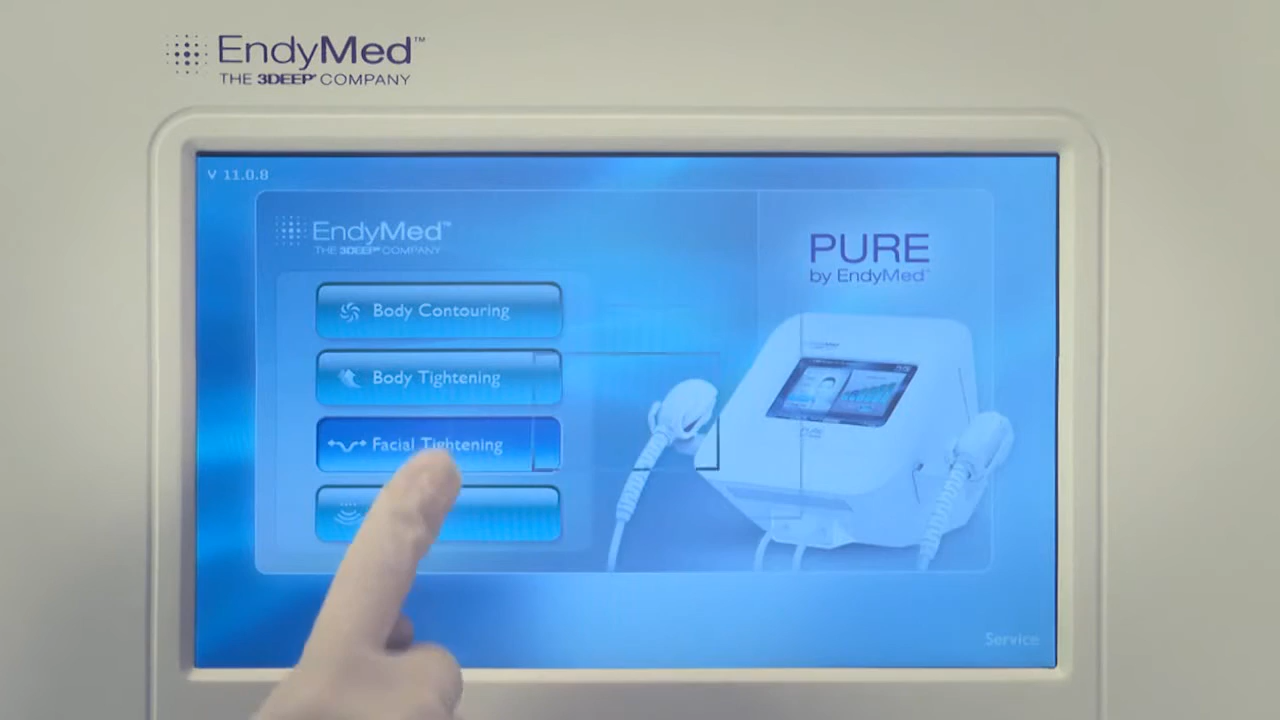 EndyMed™
THE 3DEEP® COMPANY
V 11.0.8
EndyMed™
THE 3DEEP® COMPANY
PURE
by EndyMed™
Body Contouring
Body Tightening
Facial Tightening
Service